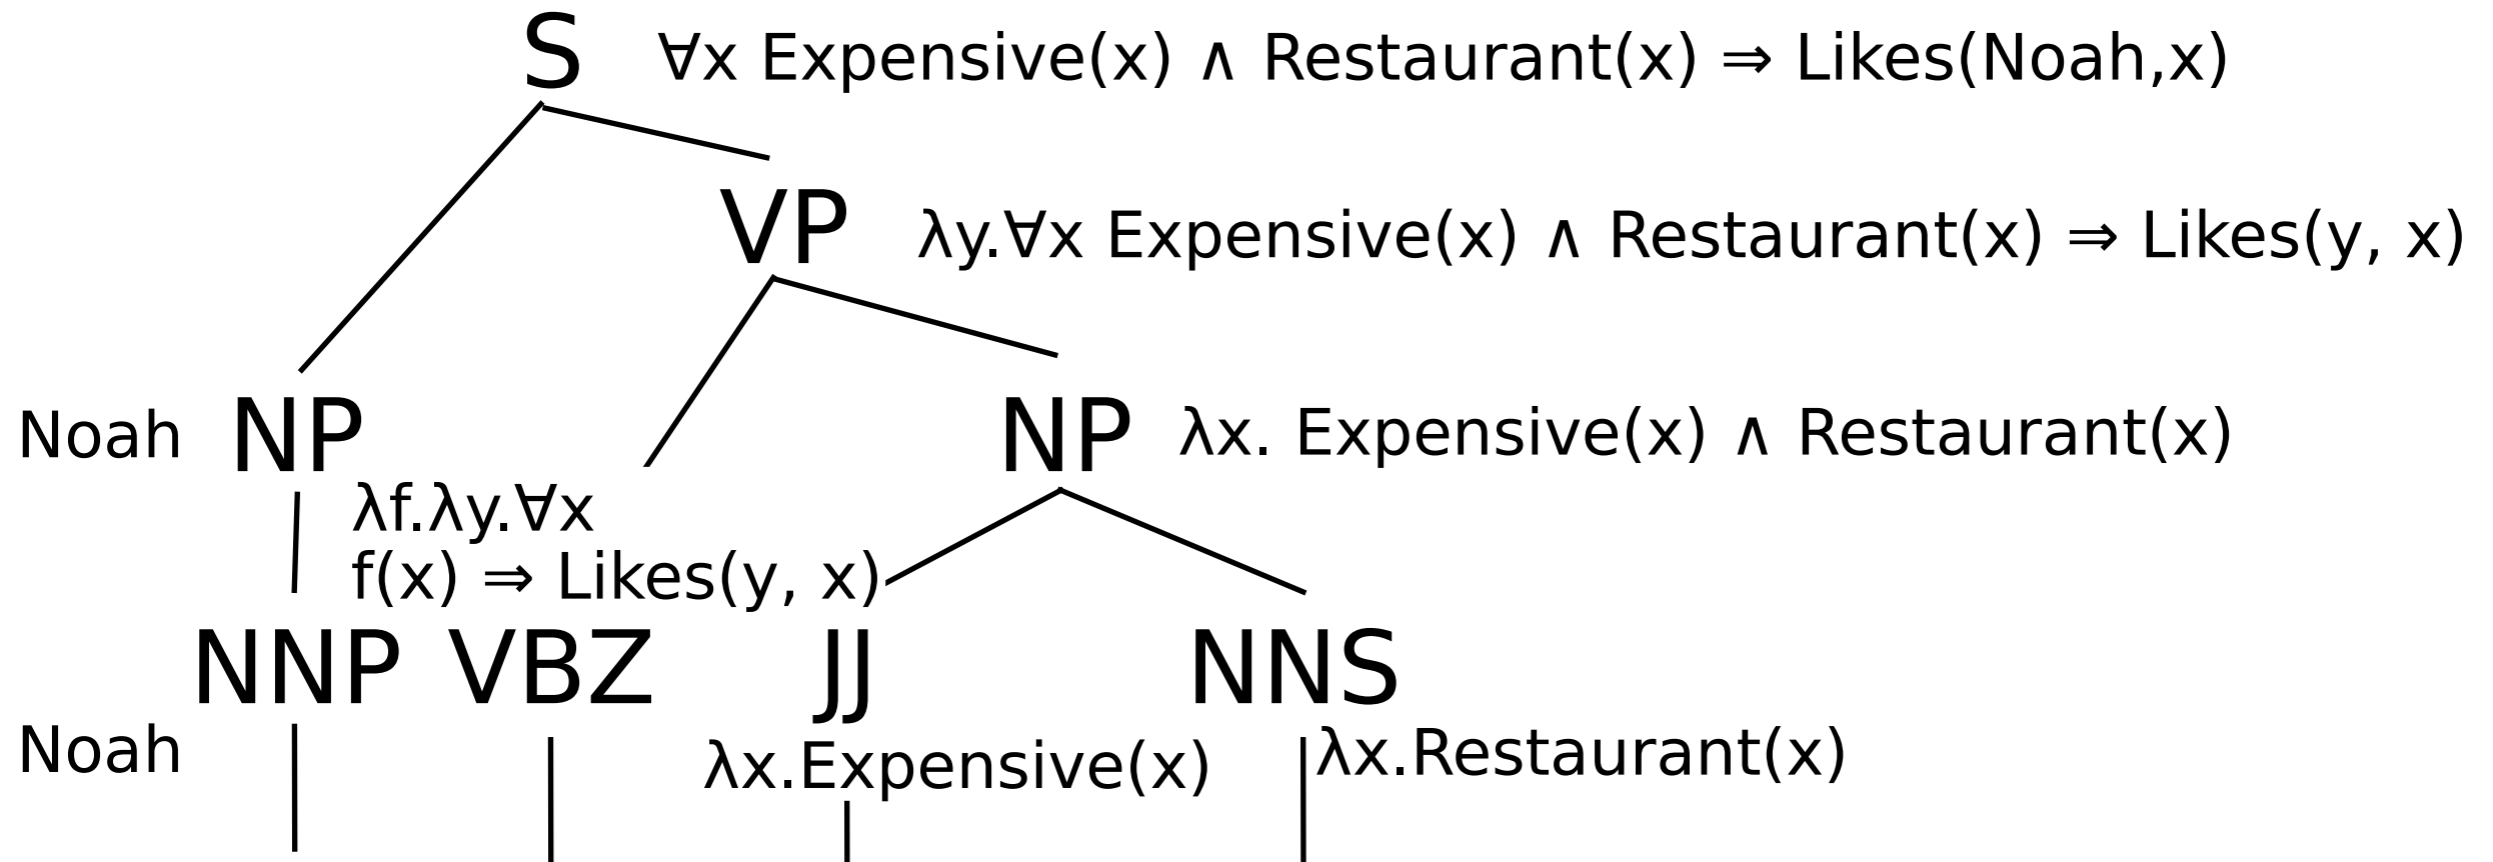 S ∀x Expensive(x) ∧ Restaurant(x) ⇒ Likes(Noah,x)
VP λy.∀x Expensive(x) ∧ Restaurant(x) ⇒ Likes(y, x)
Noah NP NP λx. Expensive(x) ∧ Restaurant(x)
λf.λy.∀x
f(x) ⇒ Likes(y, x)
NNP VBZ JJ NNS
Noah λx.Expensive(x) λx.Restaurant(x)